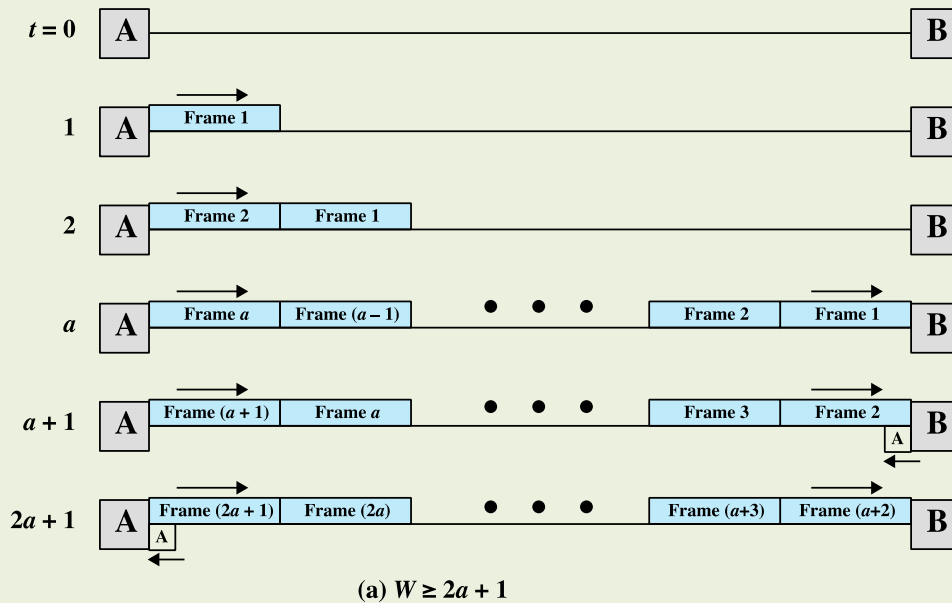 t = 0 A B
1 A Frame 1 B
2 A Frame 2 Frame 1 B
a A Frame a Frame (a – 1) • • • Frame 2 Frame 1 B
a + 1 A Frame (a + 1) Frame a • • • Frame 3 Frame 2 B
A
2a + 1 A Frame (2a + 1) Frame (2a) • • • Frame (a+3) Frame (a+2) B
A
(a) W ≥ 2a + 1